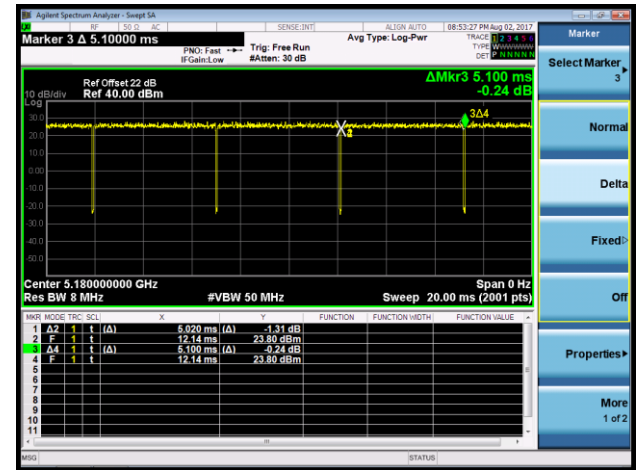 Agilent Spectrum Analyzer - Swept SA
RF 50 Ω AC SENSE:INT ALIGN AUTO 08:53:27 PM Aug 02, 2017
Marker 3 Δ 5.10000 ms
PNO: Fast
IFGain:Low
Trig: Free Run
#Atten: 30 dB
Avg Type: Log-Pwr
TRACE 1 2 3 4 5 6
TYPE WWWWWW
DET P NNNNN
Ref Offset 22 dB
10 dB/div Ref 40.00 dBm
Log
ΔMkr3 5.100 ms
-0.24 dB
30.0
20.0
10.0
0.00
-10.0
-20.0
-30.0
-40.0
-50.0
2
3Δ4
Center 5.180000000 GHz Span 0 Hz
Res BW 8 MHz #VBW 50 MHz Sweep 20.00 ms (2001 pts)
MKR MODE TRC SCL X Y FUNCTION FUNCTION WIDTH FUNCTION VALUE
1 Δ2 1 t (Δ) 5.020 ms (Δ) -1.31 dB
2 F 1 t 12.14 ms 23.80 dBm
3 Δ4 1 t (Δ) 5.100 ms (Δ) -0.24 dB
4 F 1 t 12.14 ms 23.80 dBm
5
6
7
8
9
10
11
MSG STATUS
Marker
Select Marker
3
Normal
Delta
Fixed
Off
Properties
More
1 of 2